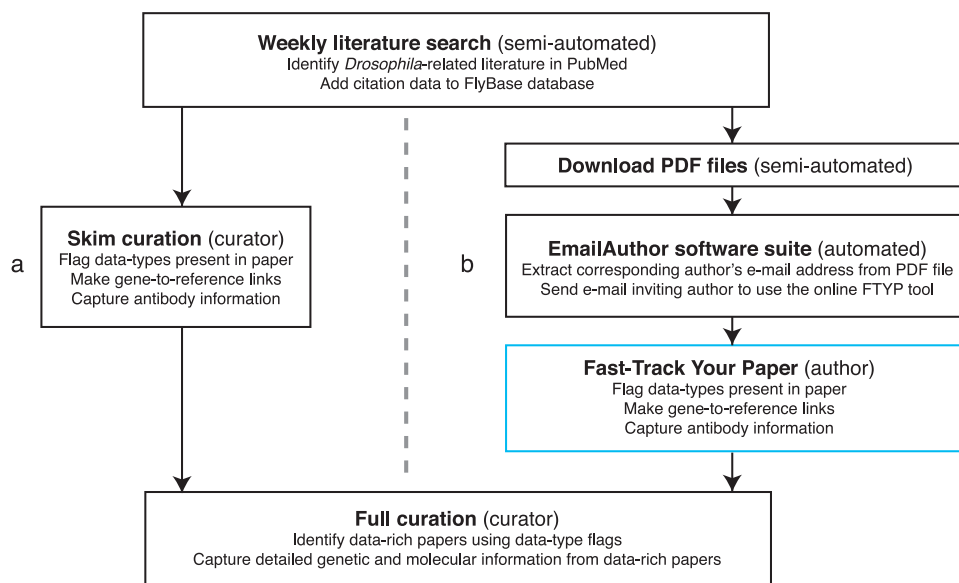 Weekly literature search (semi-automated)
Identify Drosophila-related literature in PubMed
Add citation data to FlyBase database
Download PDF files (semi-automated)
a
Skim curation (curator)
Flag data-types present in paper
Make gene-to-reference links
Capture antibody information
b
EmailAuthor software suite (automated)
Extract corresponding author's e-mail address from PDF file
Send e-mail inviting author to use the online FTYP tool
Fast-Track Your Paper (author)
Flag data-types present in paper
Make gene-to-reference links
Capture antibody information
Full curation (curator)
Identify data-rich papers using data-type flags
Capture detailed genetic and molecular information from data-rich papers